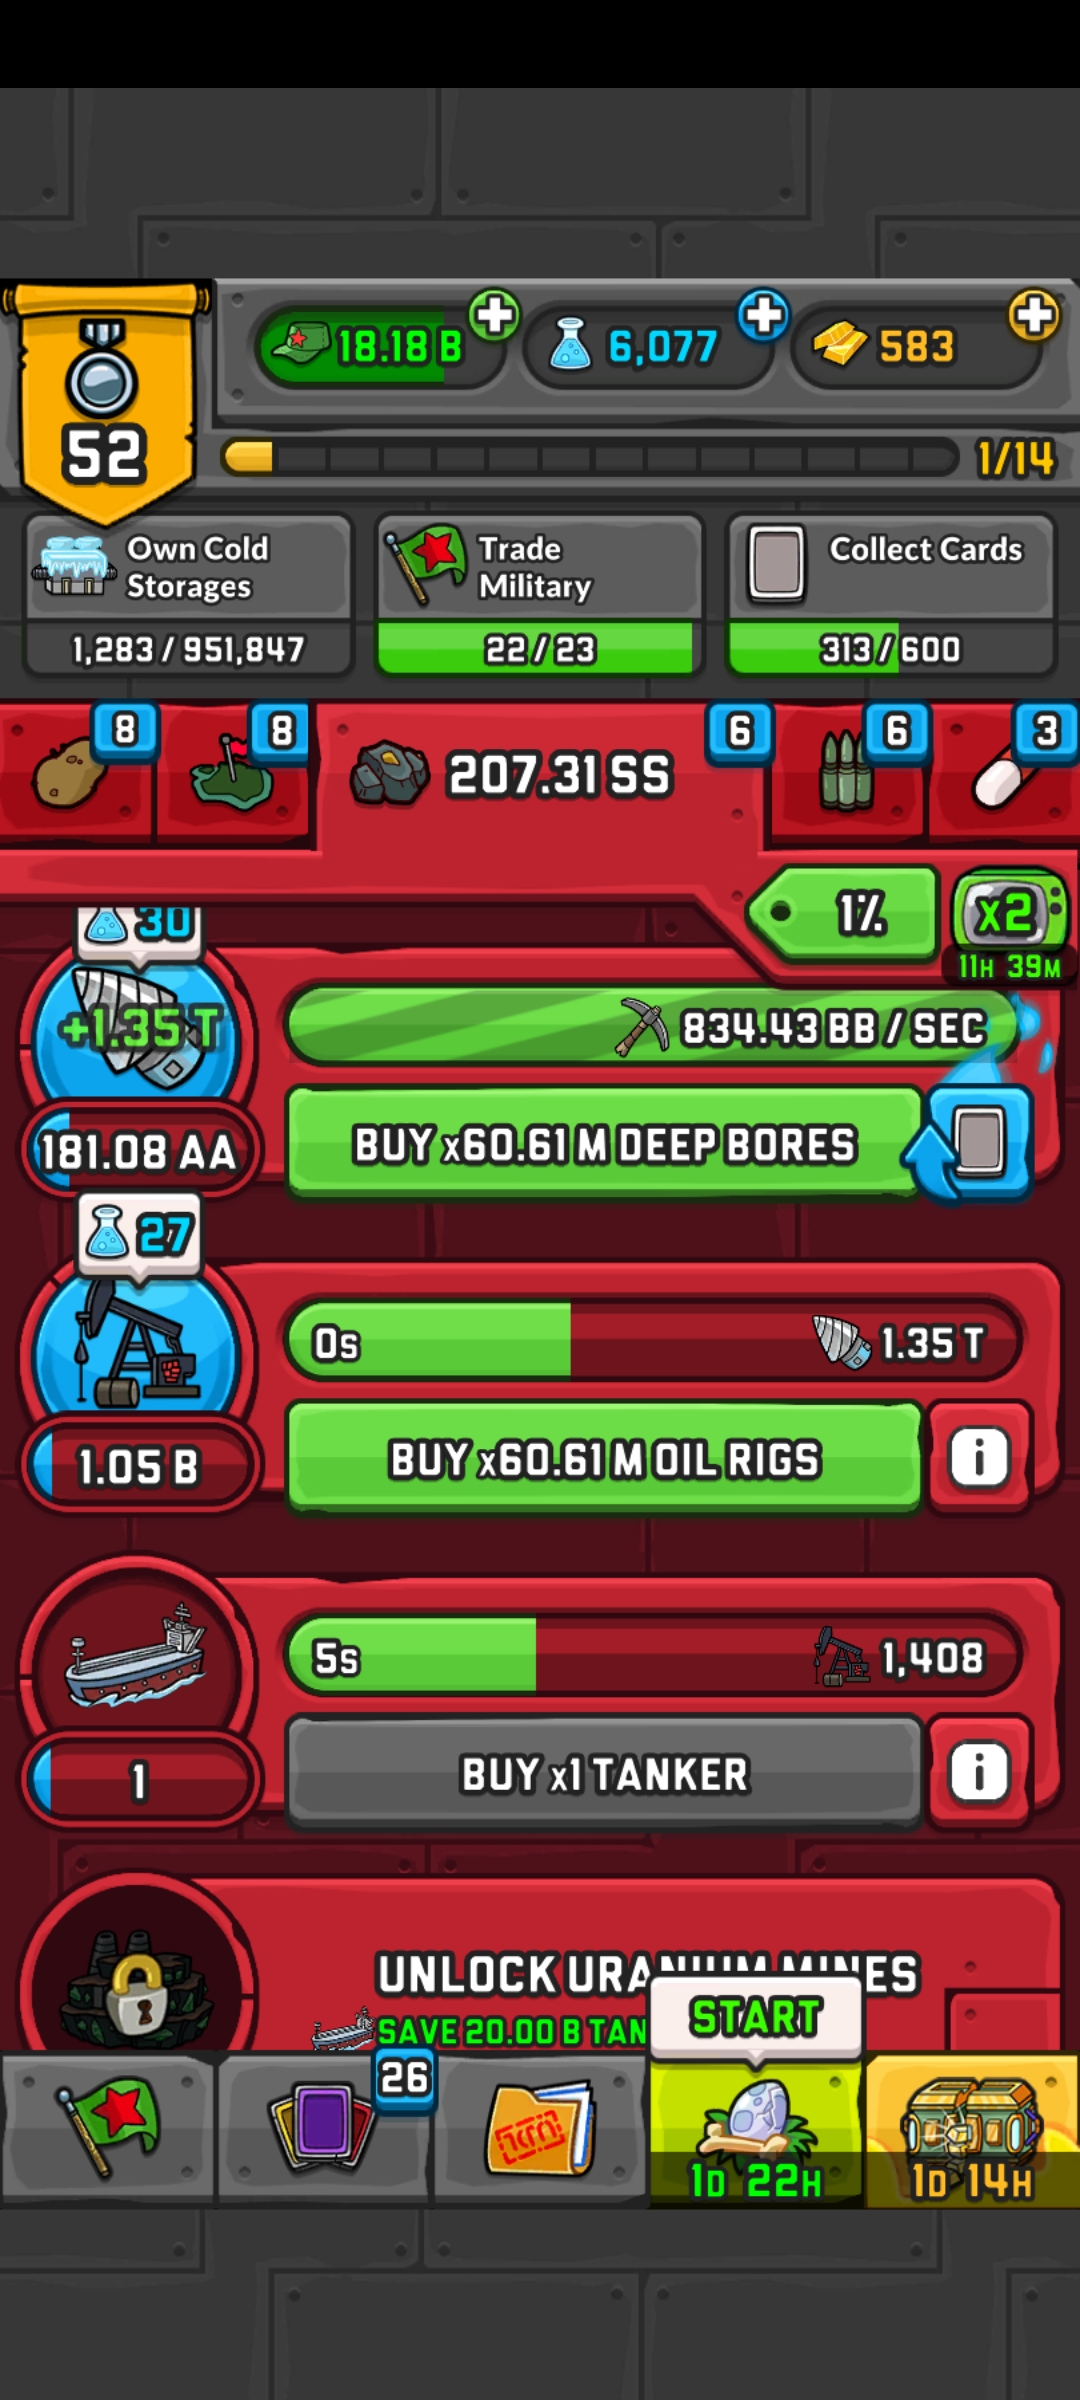 18.18 B
6,077
583
52
1/14
Own Cold
Storages
Trade
Military
Collect Cards
1,283 / 951,847
22 / 23
313 / 600
8
8
207.31 SS
6
6
3
1%
x2
11H 39M
30
+1.35 T
834.43 BB / SEC
181.08 AA
BUY x60.61 M DEEP BORES
27
0s
1.35 T
1.05 B
BUY x60.61 M OIL RIGS
i
5s
1,408
1
BUY x1 TANKER
i
UNLOCK URANIUM MINES
SAVE 20.00 B TAN
START
26
1D 22H
1D 14H